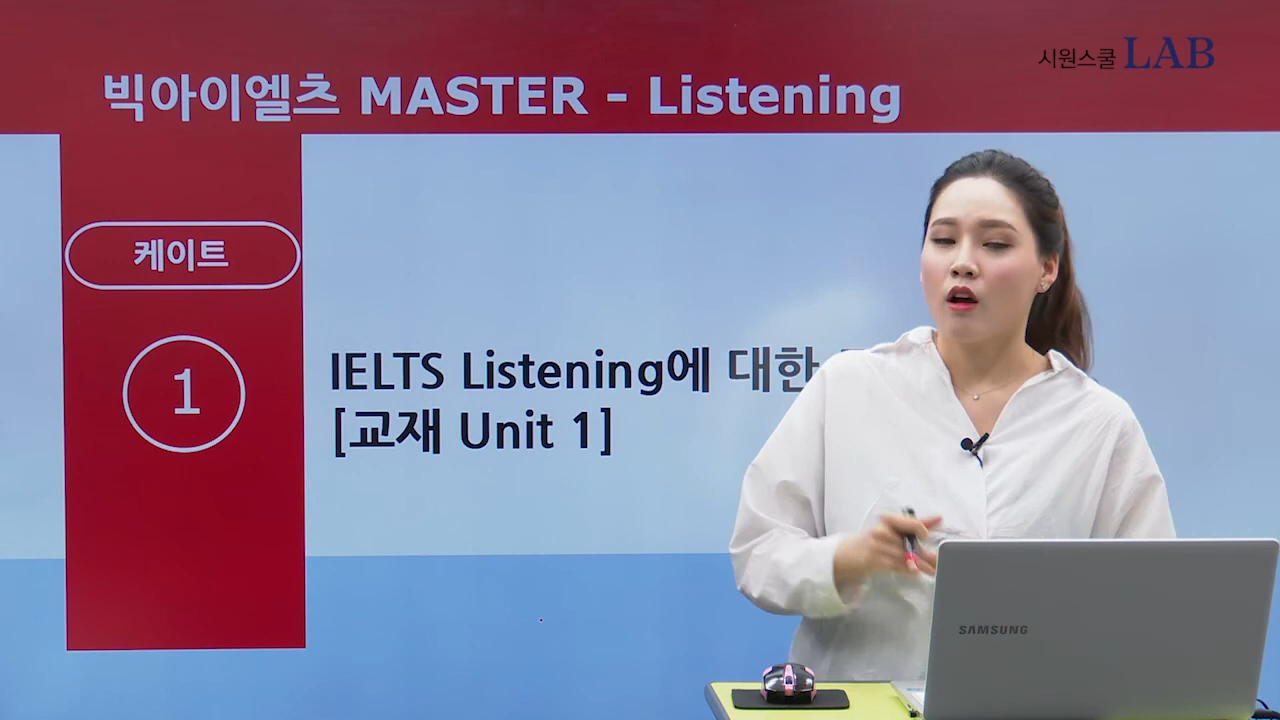 시원스쿨 LAB
빅아이엘츠 MASTER - Listening
케이트
1
IELTS Listening에 대한
[교재 Unit 1]
SAMSUNG